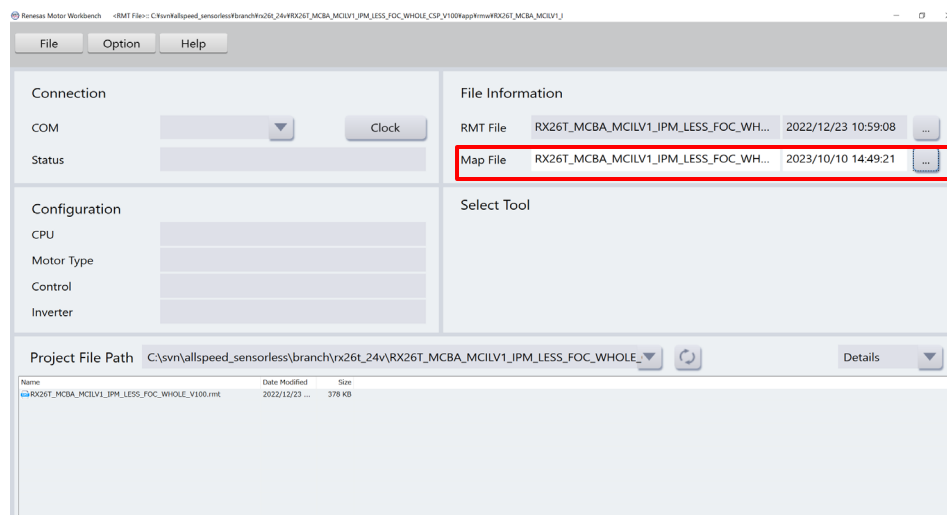 Renesas Motor Workbench <RMT File>:: C:¥svn¥allspeed_sensorless¥branch¥rx26t_24v¥RX26T_MCBA_MCILV1_IPM_LESS_FOC_WHOLE_CSP_V100¥app¥rmw¥RX26T_MCBA_MCILV1_I
File Option Help
Connection
COM Clock
Status
File Information
RMT File RX26T_MCBA_MCILV1_IPM_LESS_FOC_WH... 2022/12/23 10:59:08 ...
Map File RX26T_MCBA_MCILV1_IPM_LESS_FOC_WH... 2023/10/10 14:49:21 ...
Configuration
CPU
Motor Type
Control
Inverter
Select Tool
Project File Path C:\svn\allspeed_sensorless\branch\rx26t_24v\RX26T_MCBA_MCILV1_IPM_LESS_FOC_WHOLE_ Details
Name Date Modified Size
RX26T_MCBA_MCILV1_IPM_LESS_FOC_WHOLE_V100.rmt 2022/12/23 ... 378 KB